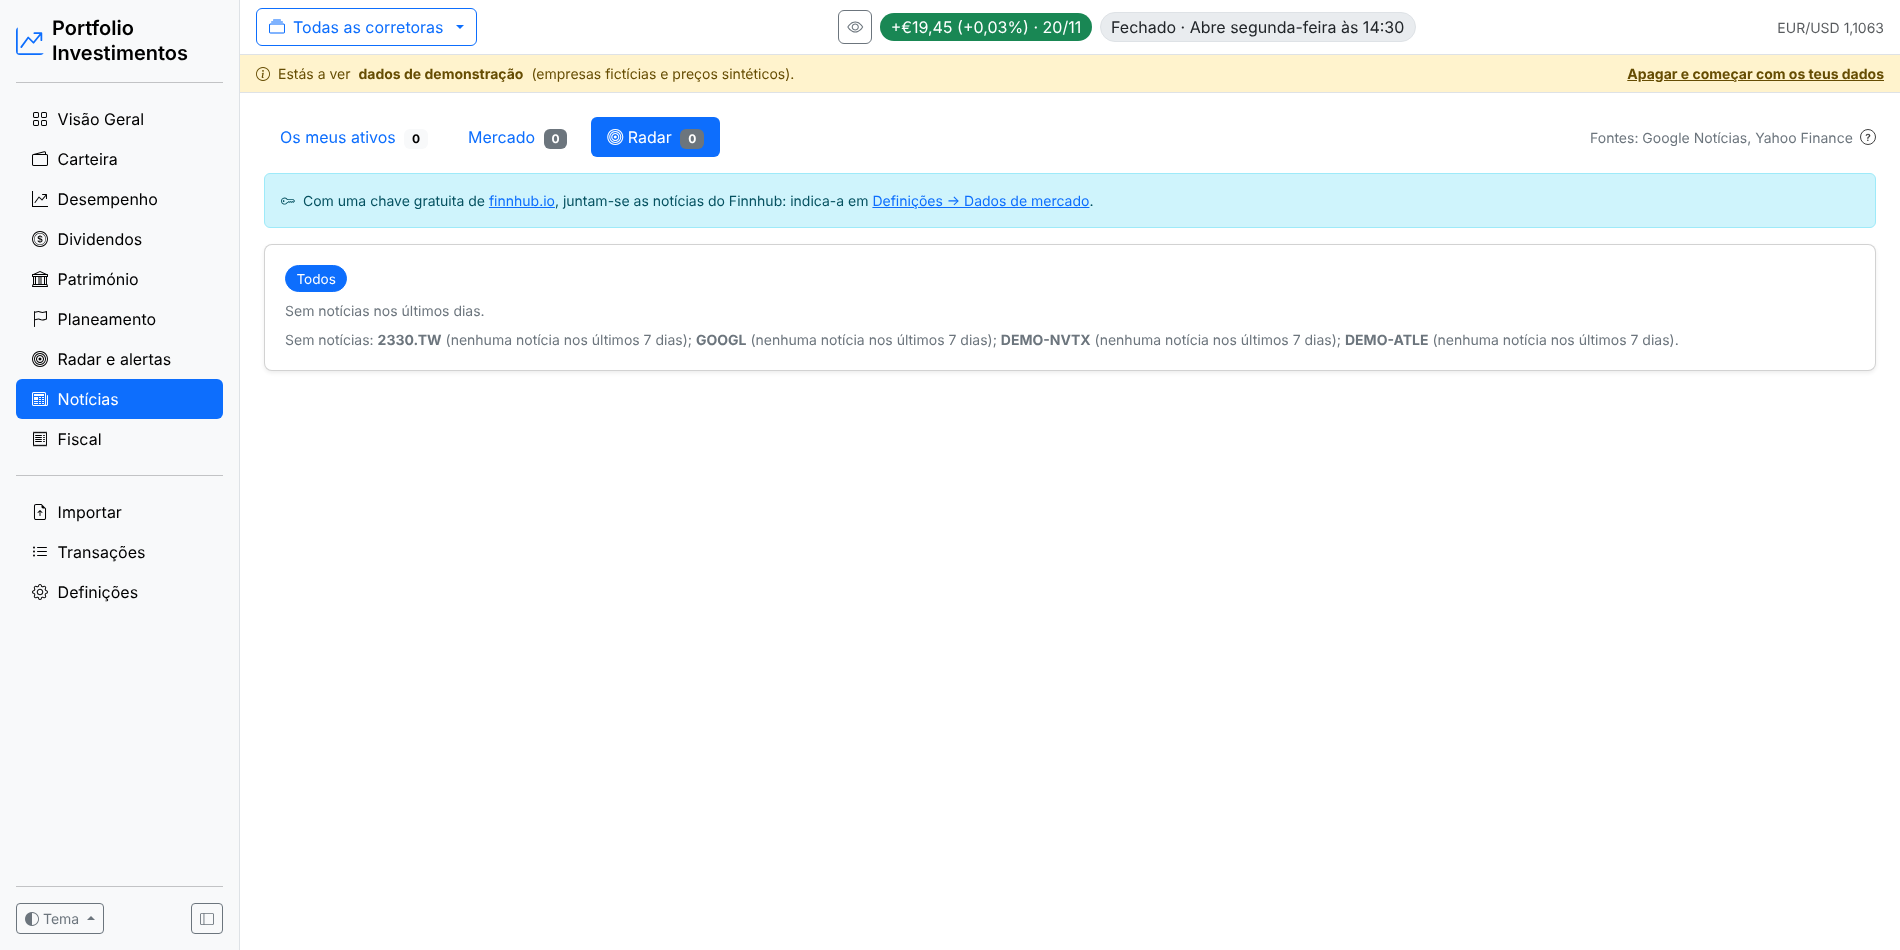 Portfolio
Investimentos
Visão Geral
Carteira
Desempenho
Dividendos
Património
Planeamento
Radar e alertas
Notícias
Fiscal
Importar
Transações
Definições
Tema
Todas as corretoras
+€19,45 (+0,03%) · 20/11
Fechado · Abre segunda-feira às 14:30
EUR/USD 1,1063
Estás a ver dados de demonstração (empresas fictícias e preços sintéticos).
Apagar e começar com os teus dados
Os meus ativos 0
Mercado 0
Radar 0
Fontes: Google Notícias, Yahoo Finance
Com uma chave gratuita de finnhub.io, juntam-se as notícias do Finnhub: indica-a em Definições → Dados de mercado.
Todos
Sem notícias nos últimos dias.
Sem notícias: 2330.TW (nenhuma notícia nos últimos 7 dias); GOOGL (nenhuma notícia nos últimos 7 dias); DEMO-NVTX (nenhuma notícia nos últimos 7 dias); DEMO-ATLE (nenhuma notícia nos últimos 7 dias).